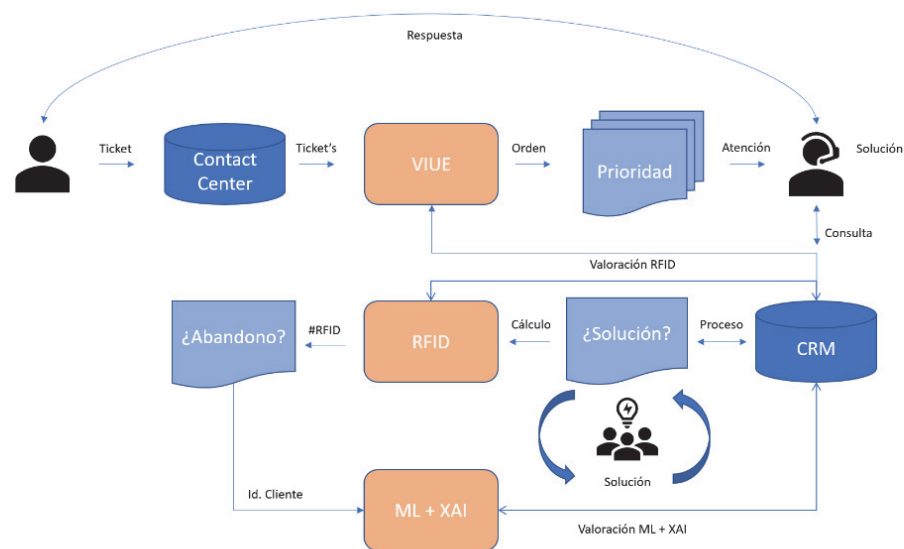 Respuesta
Ticket
Contact
Center
Ticket's
VIUE
Orden
Prioridad
Atención
Solución
Consulta
Valoración RFID
¿Abandono?
#RFID
RFID
Cálculo
¿Solución?
Proceso
CRM
Solución
Id. Cliente
ML + XAI
Valoración ML + XAI